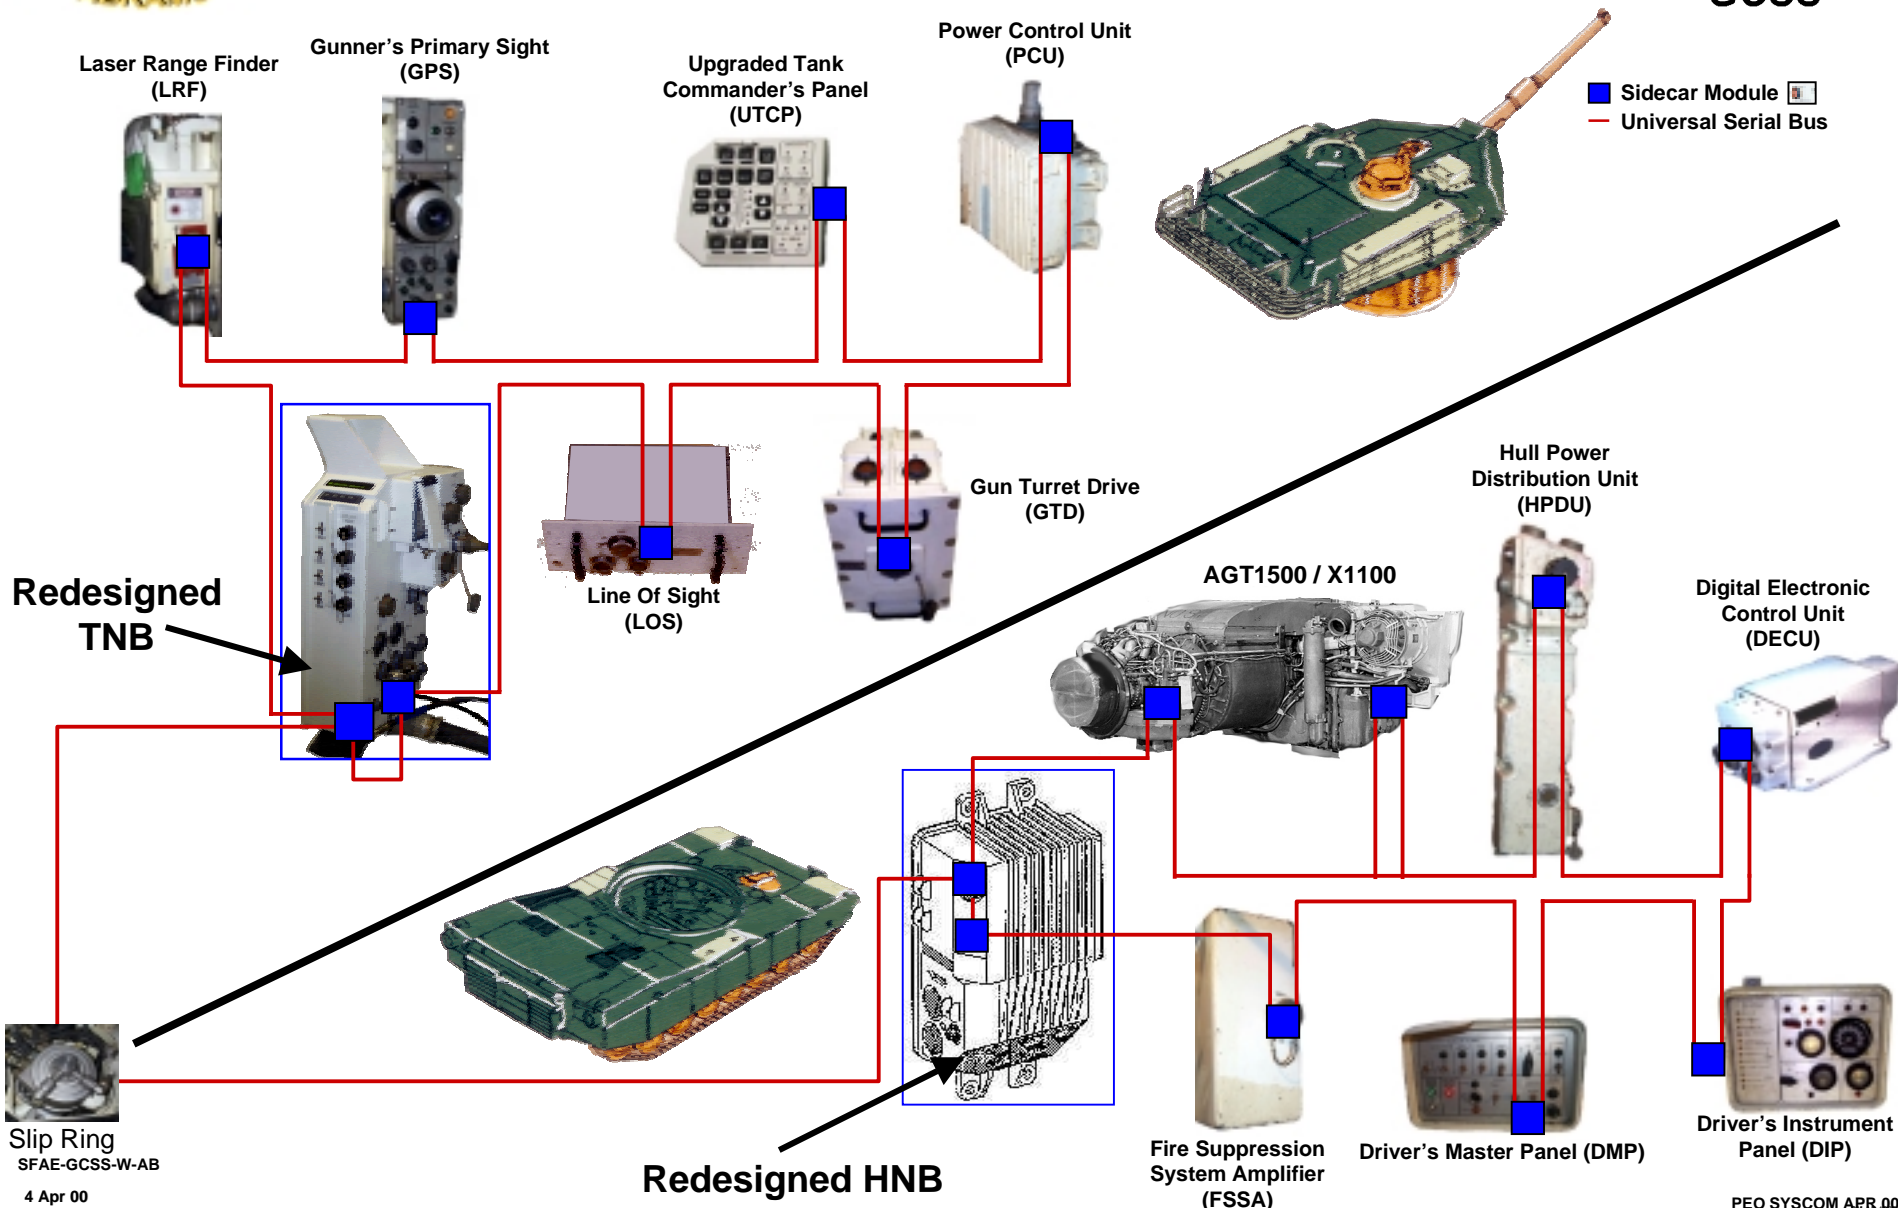 Laser Range Finder
(LRF)
Gunner's Primary Sight
(GPS)
Upgraded Tank
Commander's Panel
(UTCP)
Power Control Unit
(PCU)
Sidecar Module
Universal Serial Bus
Redesigned
TNB
Line Of Sight
(LOS)
Gun Turret Drive
(GTD)
AGT1500 / X1100
Hull Power
Distribution Unit
(HPDU)
Digital Electronic
Control Unit
(DECU)
Slip Ring
SFAE-GCSS-W-AB
4 Apr 00
Redesigned HNB
Fire Suppression
System Amplifier
(FSSA)
Driver's Master Panel (DMP)
Driver's Instrument
Panel (DIP)
PEO SYSCOM APR 00